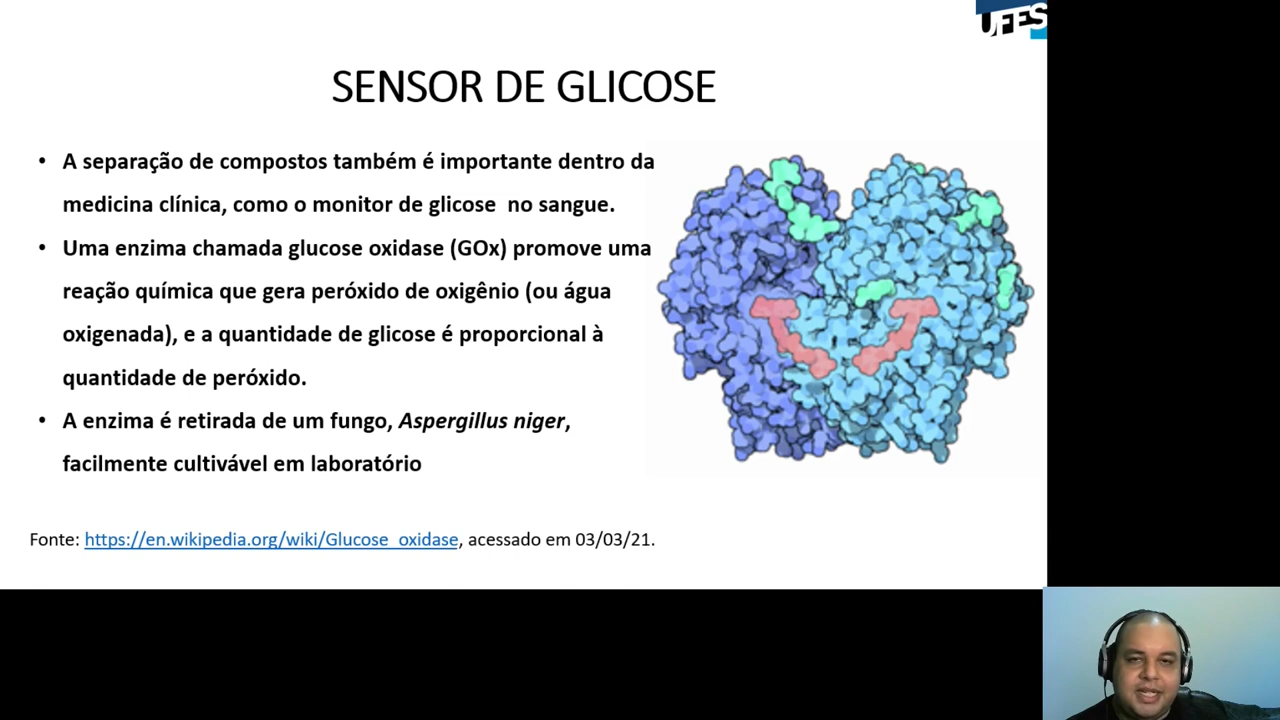 UFES
SENSOR DE GLICOSE
• A separação de compostos também é importante dentro da
medicina clínica, como o monitor de glicose no sangue.
• Uma enzima chamada glucose oxidase (GOx) promove uma
reação química que gera peróxido de oxigênio (ou água
oxigenada), e a quantidade de glicose é proporcional à
quantidade de peróxido.
• A enzima é retirada de um fungo, Aspergillus niger,
facilmente cultivável em laboratório
Fonte: https://en.wikipedia.org/wiki/Glucose_oxidase, acessado em 03/03/21.